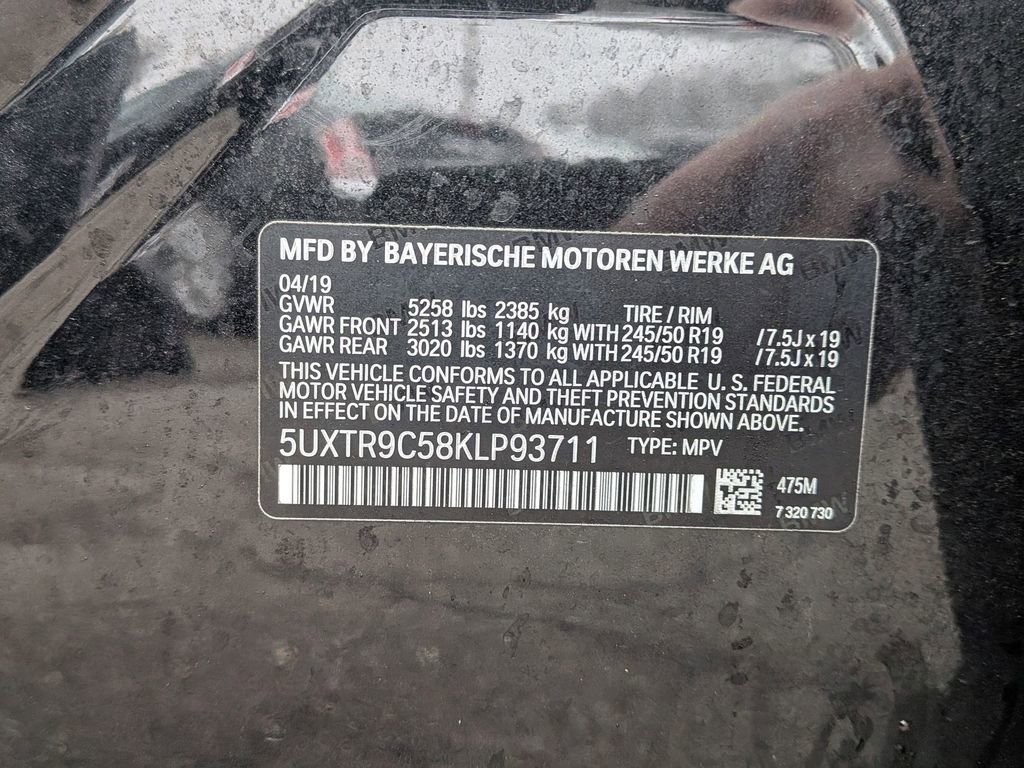 MFD BY BAYERISCHE MOTOREN WERKE AG
04/19
GVWR 5258 lbs 2385 kg TIRE / RIM
GAWR FRONT 2513 lbs 1140 kg WITH 245/50 R19 / 7.5J x 19
GAWR REAR 3020 lbs 1370 kg WITH 245/50 R19 / 7.5J x 19
THIS VEHICLE CONFORMS TO ALL APPLICABLE U. S. FEDERAL
MOTOR VEHICLE SAFETY AND THEFT PREVENTION STANDARDS
IN EFFECT ON THE DATE OF MANUFACTURE SHOWN ABOVE.
5UXTR9C58KLP93711 TYPE: MPV
475M
7 320 730